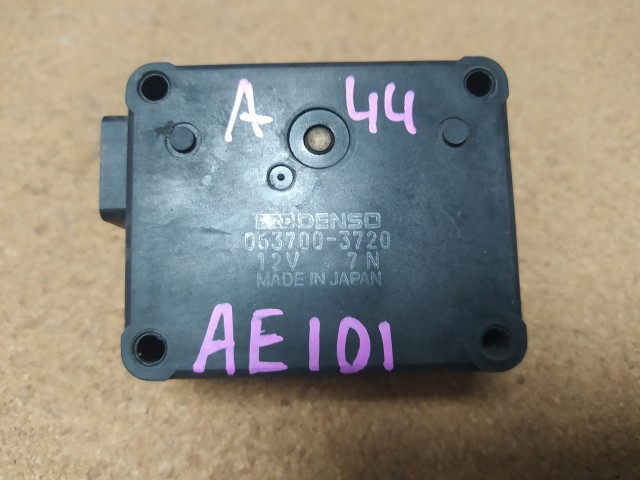 A 44
DENSO
063700-3720
12V 7N
MADE IN JAPAN
AE101